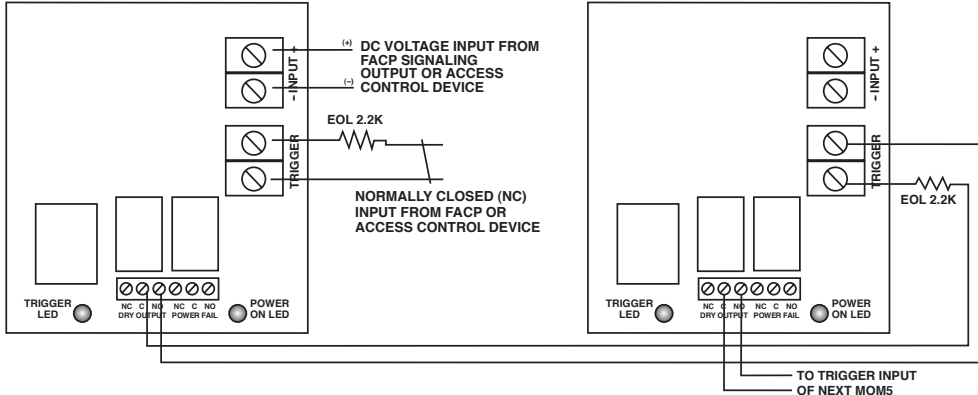 (+) DC VOLTAGE INPUT FROM
FACP SIGNALING
OUTPUT OR ACCESS
(−) CONTROL DEVICE
- INPUT +
EOL 2.2K
TRIGGER
NORMALLY CLOSED (NC)
INPUT FROM FACP OR
ACCESS CONTROL DEVICE
TRIGGER
LED
NC C NO NC C NO
DRY OUTPUT POWER FAIL
POWER
ON LED
- INPUT +
TRIGGER
EOL 2.2K
TRIGGER
LED
NC C NO NC C NO
DRY OUTPUT POWER FAIL
POWER
ON LED
TO TRIGGER INPUT
OF NEXT MOM5